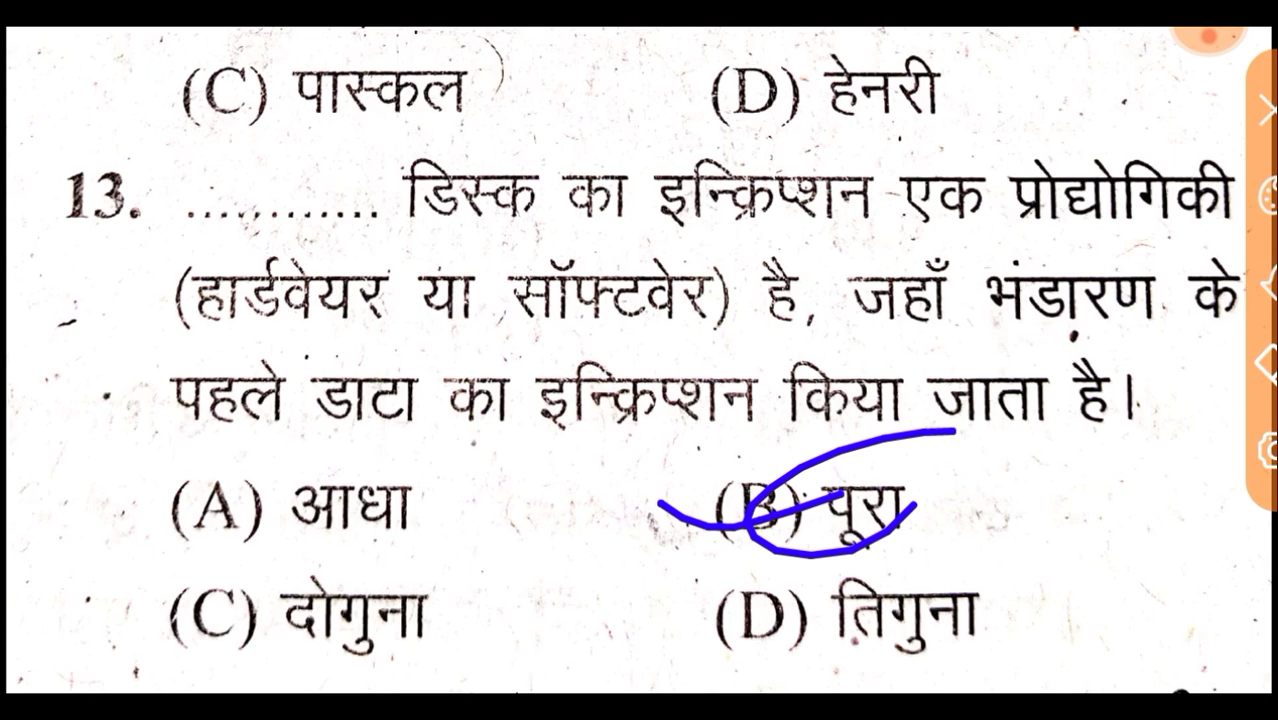 (C) पास्कल (D) हेनरी
13. ............ डिस्क का इन्क्रिप्शन एक प्रोद्योगिकी
(हार्डवेयर या सॉफ्टवेर) है, जहाँ भंडारण के
पहले डाटा का इन्क्रिप्शन किया जाता है।
(A) आधा (B) पूरा
(C) दोगुना (D) तिगुना